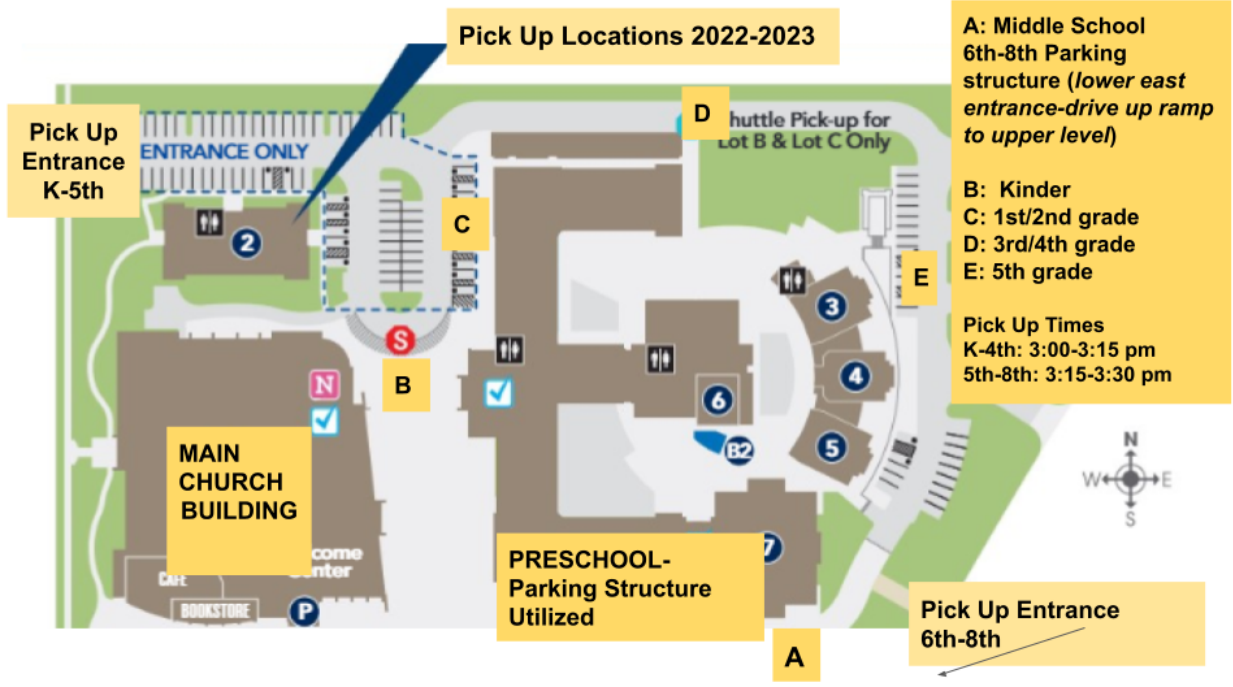 Pick Up Locations 2022-2023
A: Middle School
6th-8th Parking
structure (lower east
entrance-drive up ramp
to upper level)
B: Kinder
C: 1st/2nd grade
D: 3rd/4th grade
E: 5th grade
Pick Up Times
K-4th: 3:00-3:15 pm
5th-8th: 3:15-3:30 pm
Pick Up
Entrance
K-5th
ENTRANCE ONLY
D
huttle Pick-up for
Lot B & Lot C Only
C
2
E
3
S
B
4
N
6
5
B2
MAIN
CHURCH
BUILDING
N
W
E
S
7
PRESCHOOL-
Parking Structure
Utilized
come
enter
CAFE
BOOKSTORE
P
A
Pick Up Entrance
6th-8th